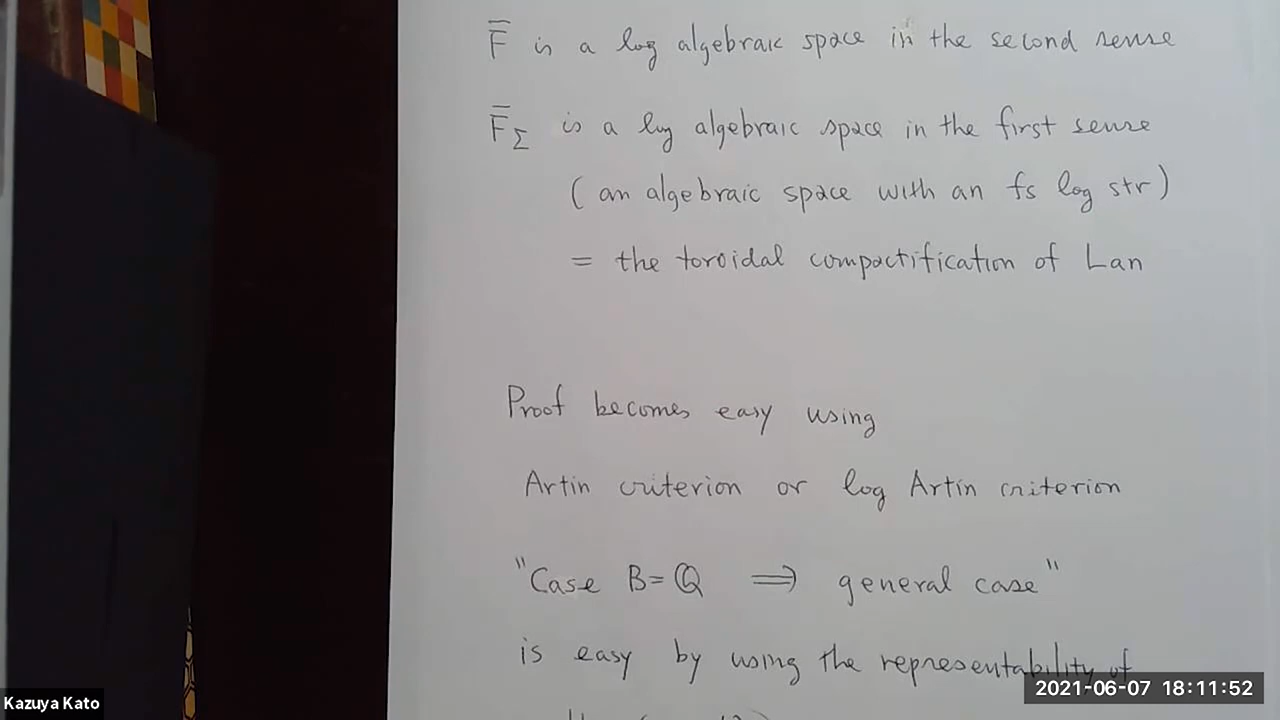 F̄ is a log algebraic space in the second sense
F̄_Σ is a log algebraic space in the first sense
( an algebraic space with an fs log str )
= the toroidal compactification of Lan
Proof becomes easy using
Artin criterion or log Artin criterion
"Case B=ℚ ⟹ general case"
is easy by using the representability of
Kazuya Kato
2021-06-07 18:11:52